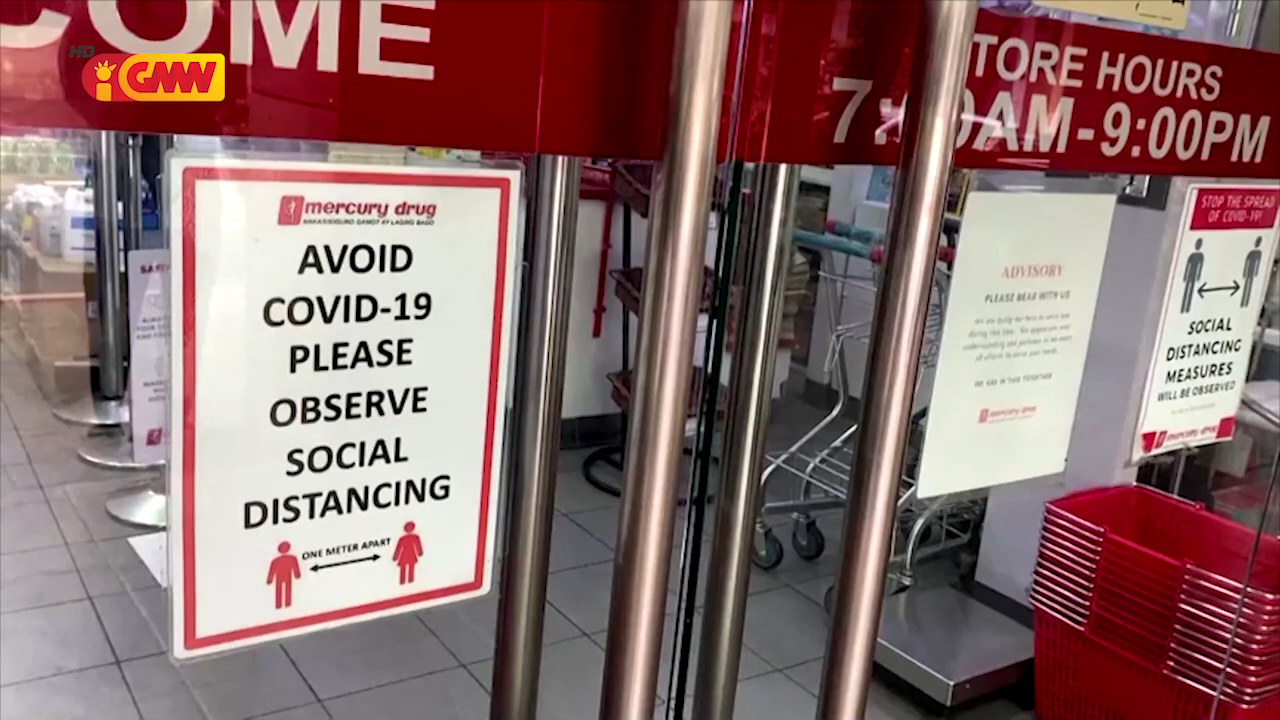 COME
HD
GMW
STORE HOURS
AM-9:00PM
mercury drug
NAKASISIGURO GAMOT AY LAGING BAGO
AVOID
COVID-19
PLEASE
OBSERVE
SOCIAL
DISTANCING
ONE METER APART
ADVISORY
PLEASE BEAR WITH US
WE ARE IN THIS TOGETHER
mercury drug
STOP THE SPREAD
OF COVID-19!
SOCIAL
DISTANCING
MEASURES
WILL BE OBSERVED
mercury drug